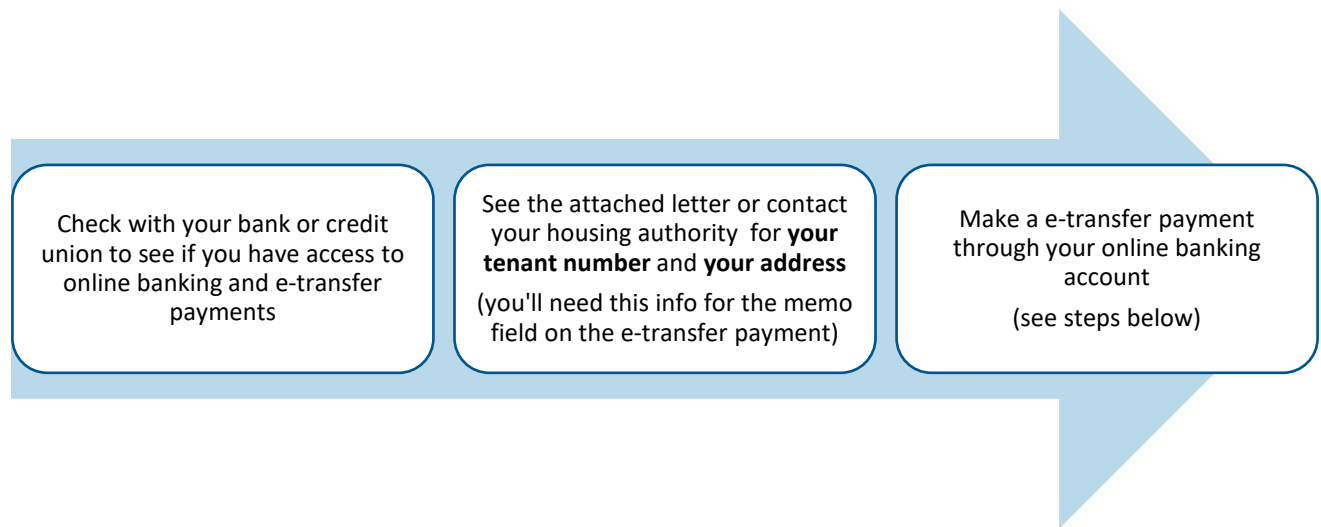 Check with your bank or credit
union to see if you have access to
online banking and e-transfer
payments
See the attached letter or contact
your housing authority for your
tenant number and your address
(you'll need this info for the memo
field on the e-transfer payment)
Make a e-transfer payment
through your online banking
account
(see steps below)